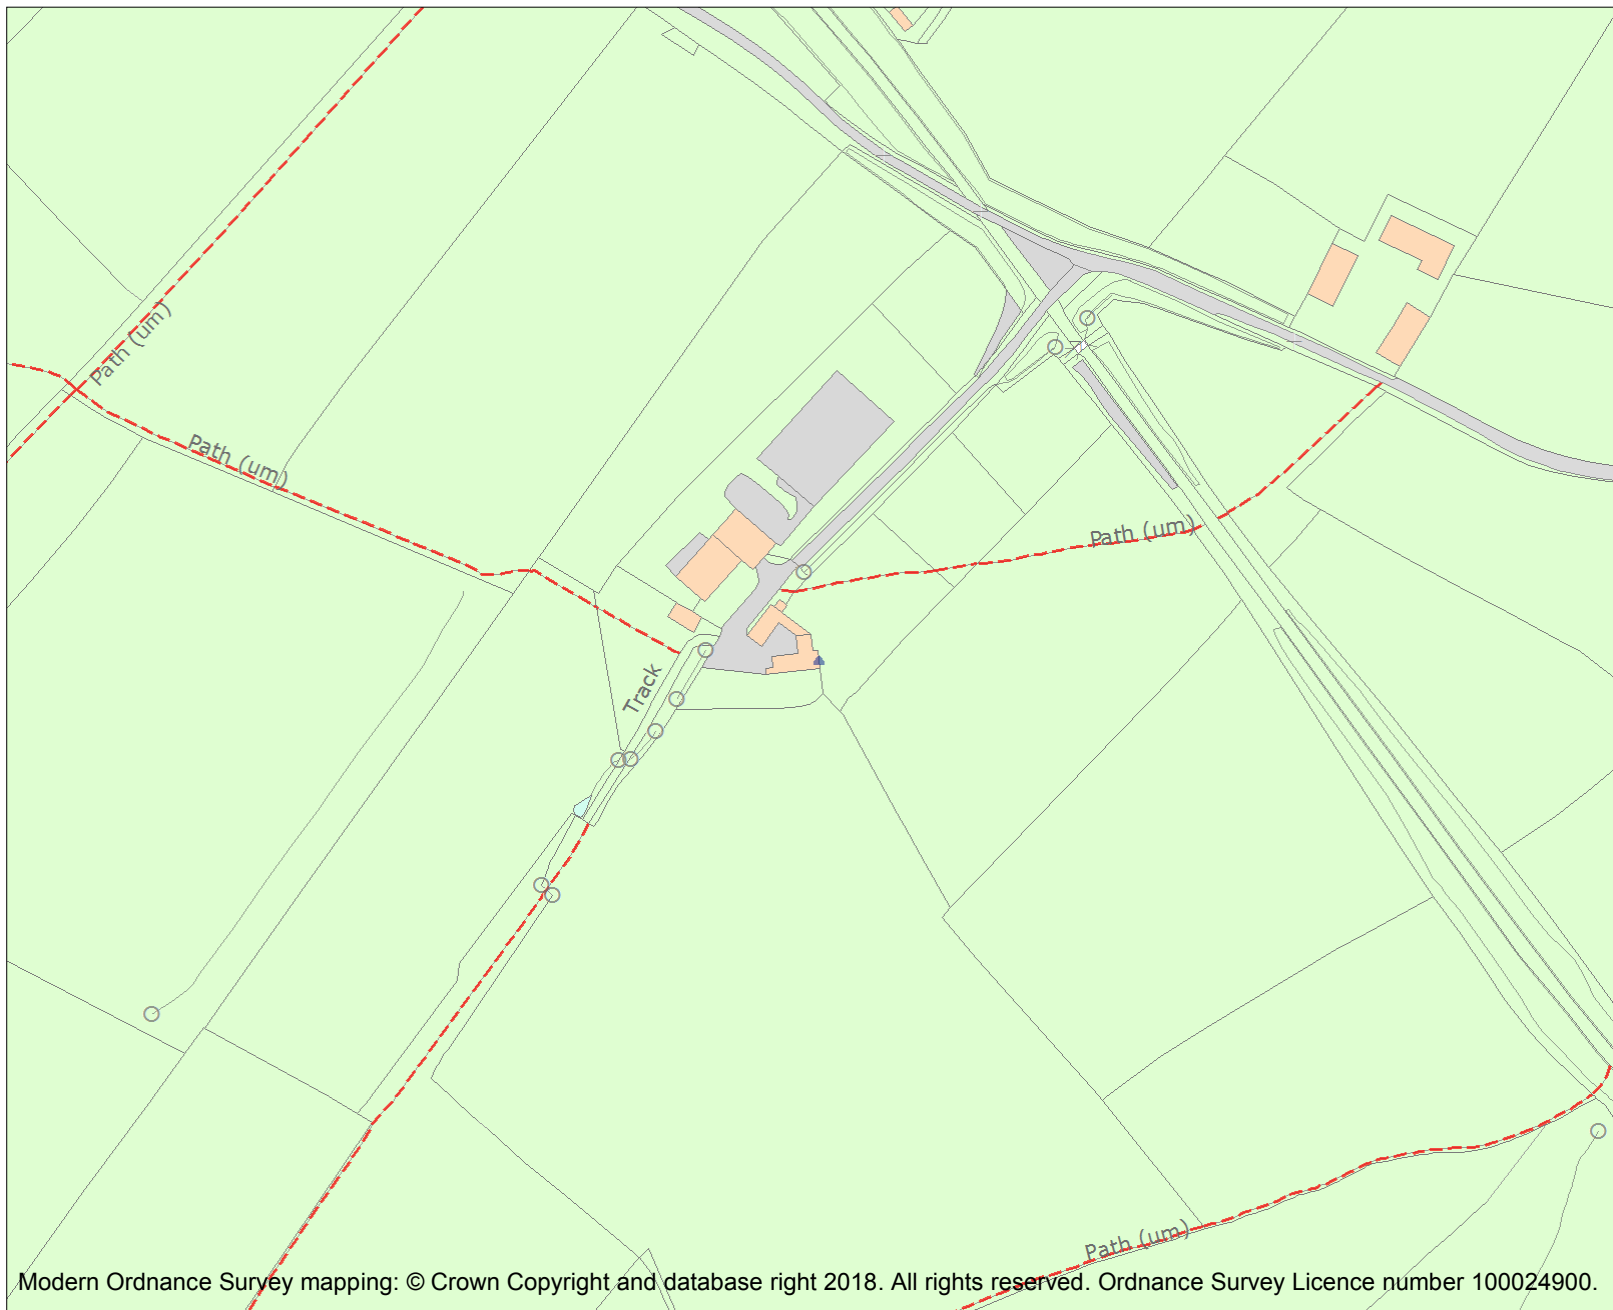 Path (um)
Path (um)
Path (um)
Track
Path (um)
Modern Ordnance Survey mapping: © Crown Copyright and database right 2018. All rights reserved. Ordnance Survey Licence number 100024900.